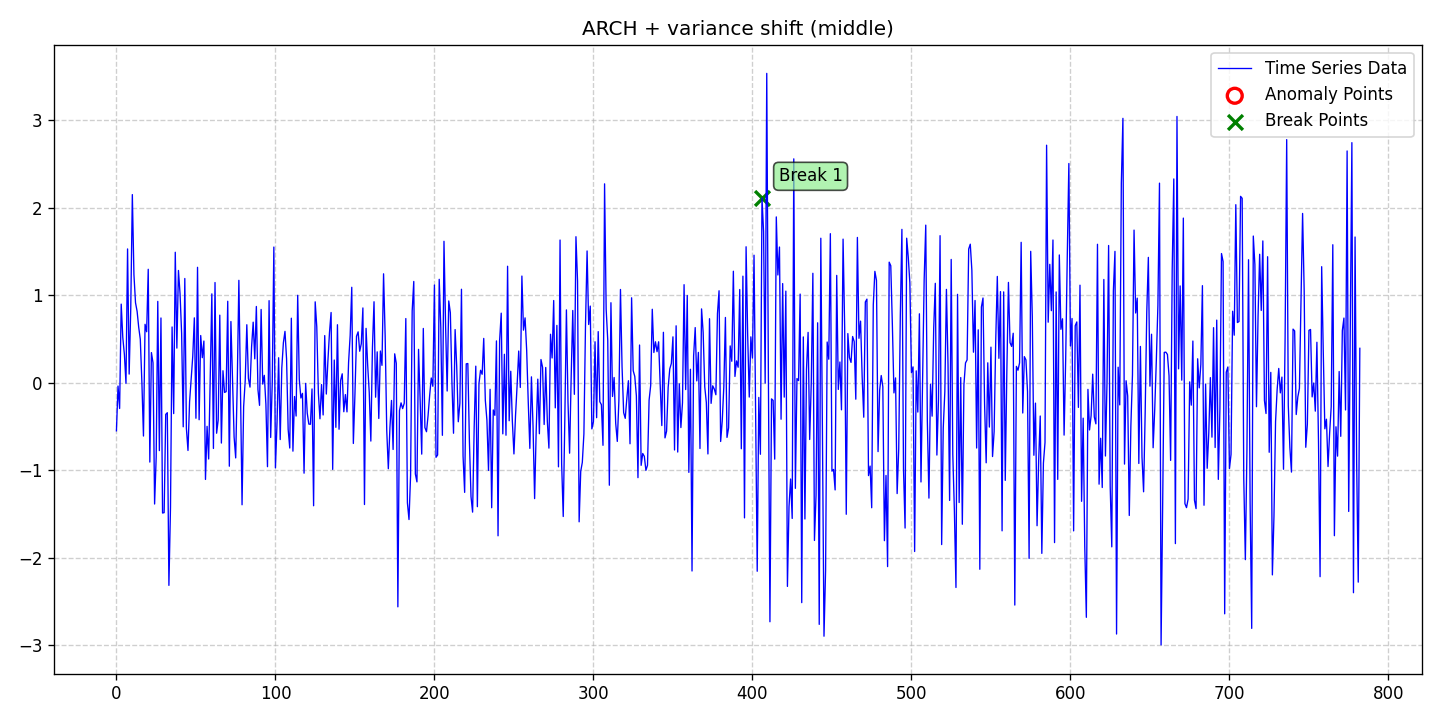 ARCH + variance shift (middle)
Time Series Data
Anomaly Points
Break Points
Break 1
3
2
1
0
−1
−2
−3
0 100 200 300 400 500 600 700 800